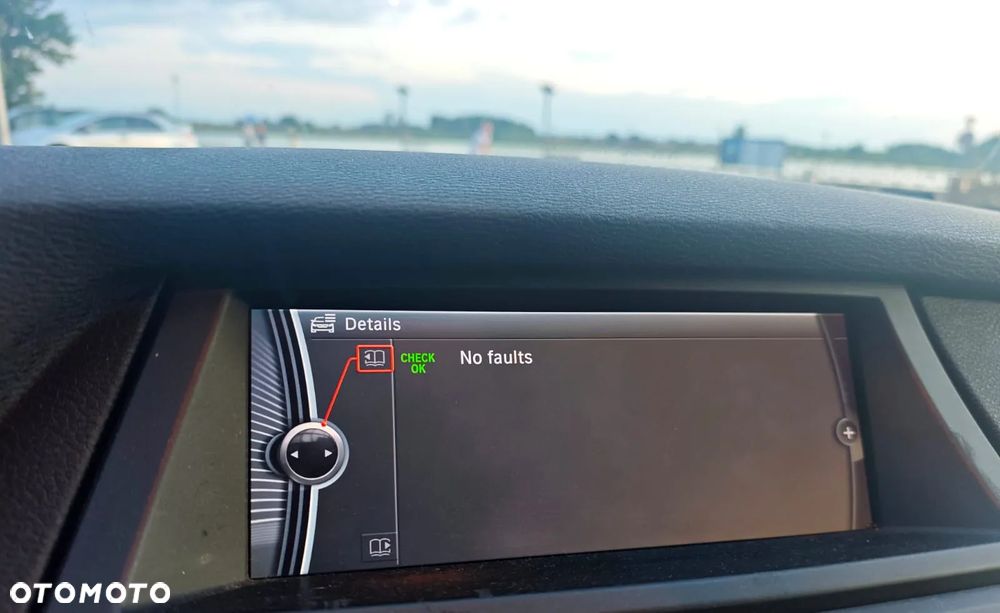 Details
CHECK
OK
No faults
OTOMOTO